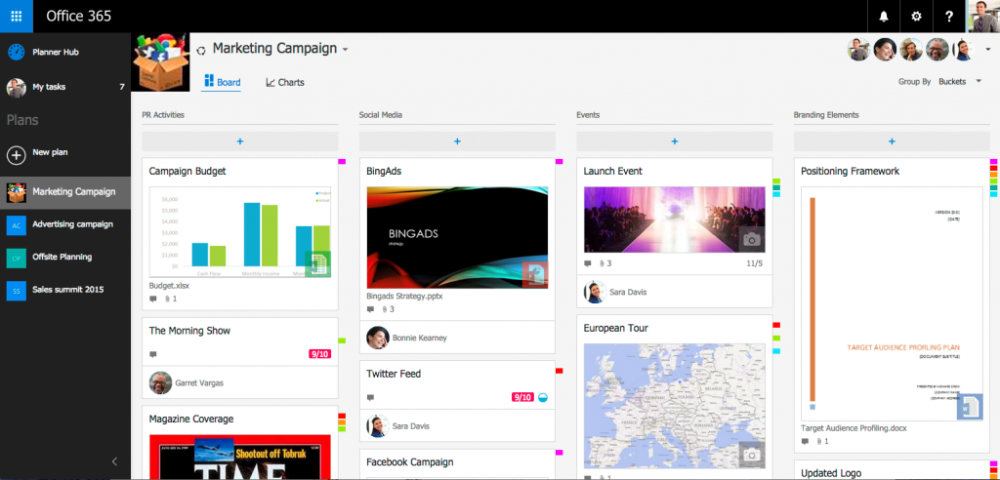 Office 365
?
Planner Hub
My tasks 7
Plans
New plan
Marketing Campaign
AC Advertising campaign
OP Offsite Planning
SS Sales summit 2015
Marketing Campaign
Board
Charts
Group By Buckets
PR Activities
+
Campaign Budget
$6,000
$5,000
$4,000
$3,000
$2,000
$1,000
$0
Cash Flow
Monthly Income
Budget.xlsx
1
The Morning Show
9/10
Garret Vargas
Magazine Coverage
Shootout off Tobruk
TIME
Social Media
+
BingAds
BINGADS
strategy
Bingads Strategy.pptx
3
Bonnie Kearney
Twitter Feed
9/10
Sara Davis
Facebook Campaign
Events
+
Launch Event
3
11/5
Sara Davis
European Tour
1
Branding Elements
+
Positioning Framework
VERSION [0.0]
[DATE]
TARGET AUDIENCE PROFILING PLAN
[DOCUMENT SUBTITLE]
[COMPANY NAME]
[COMPANY ADDRESS]
W
Target Audience Profiling.docx
1
Updated Logo